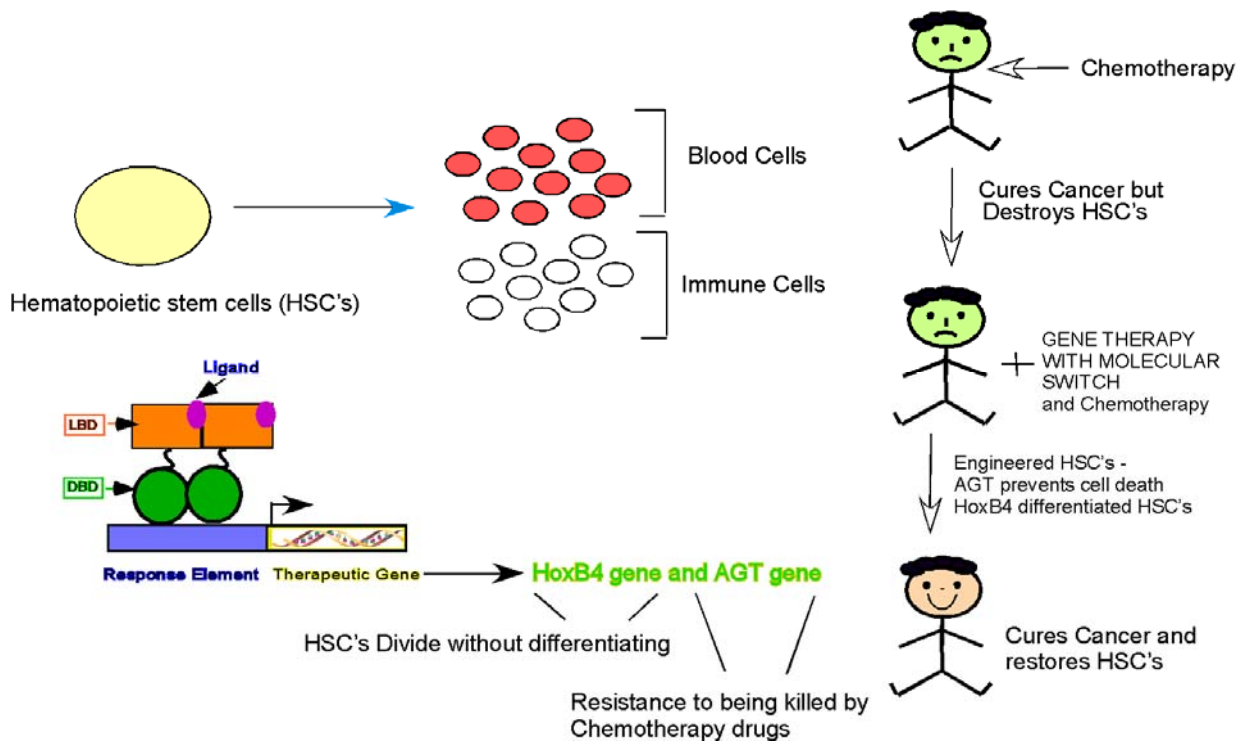 Chemotherapy
Blood Cells
Cures Cancer but
Destroys HSC's
Hematopoietic stem cells (HSC's)
Immune Cells
GENE THERAPY
WITH MOLECULAR
SWITCH
and Chemotherapy
Ligand
LBD
DBD
Engineered HSC's -
AGT prevents cell death
HoxB4 differentiated HSC's
Response Element
Therapeutic Gene
HoxB4 gene and AGT gene
HSC's Divide without differentiating
Cures Cancer and
restores HSC's
Resistance to being killed by
Chemotherapy drugs